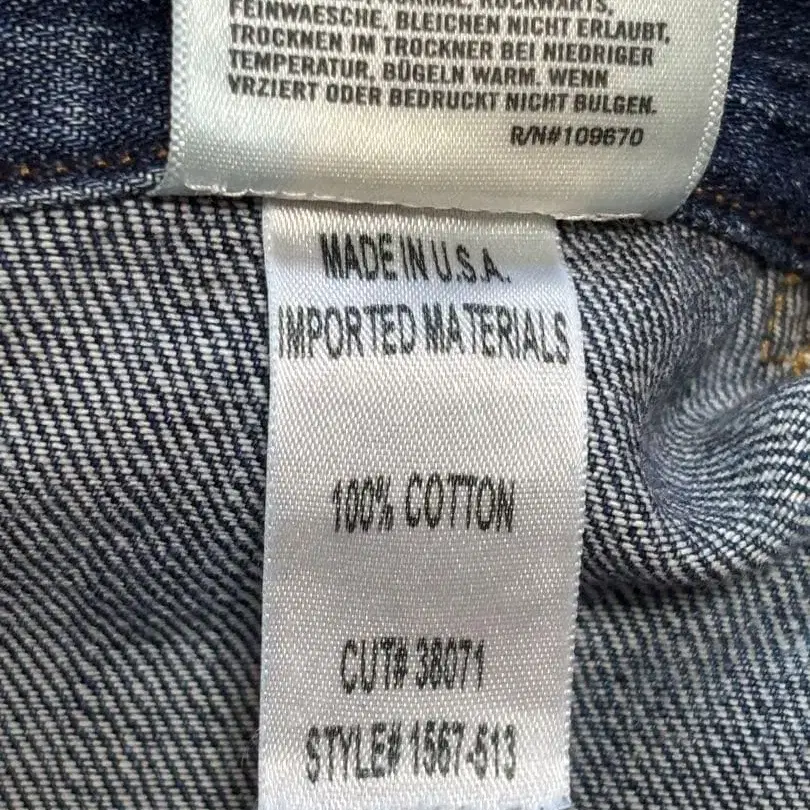 RÜCKWÄRTS,
FEINWAESCHE, BLEICHEN NICHT ERLAUBT,
TROCKNEN IM TROCKNER BEI NIEDRIGER
TEMPERATUR, BÜGELN WARM. WENN
VRZIERT ODER BEDRUCKT NICHT BULGEN.
R/N#109670
MADE IN U.S.A.
IMPORTED MATERIALS
100% COTTON
CUT# 38071
STYLE# 1567-513